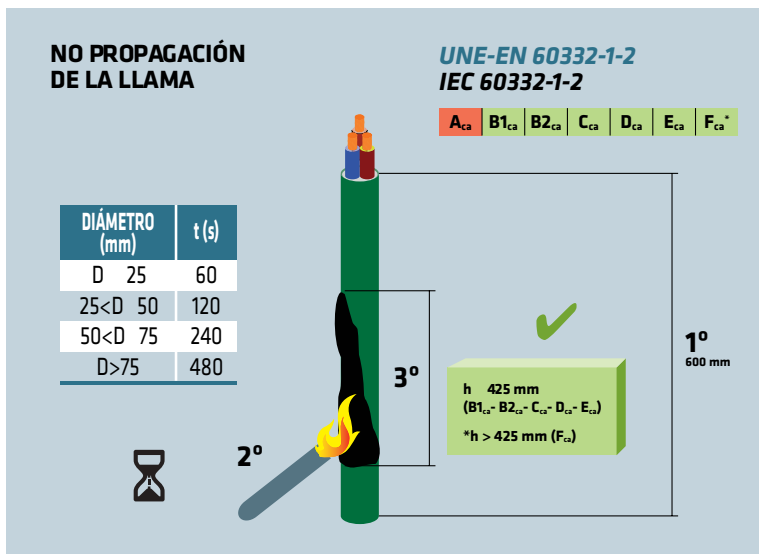 NO PROPAGACIÓN
DE LA LLAMA
UNE-EN 60332-1-2
IEC 60332-1-2
Aca B1ca B2ca Cca Dca Eca Fca*
DIÁMETRO (mm) t (s)
D 25 60
25<D 50 120
50<D 75 240
D>75 480
1º
600 mm
3º
h 425 mm
(B1ca- B2ca- Cca- Dca- Eca)
*h > 425 mm (Fca)
2º